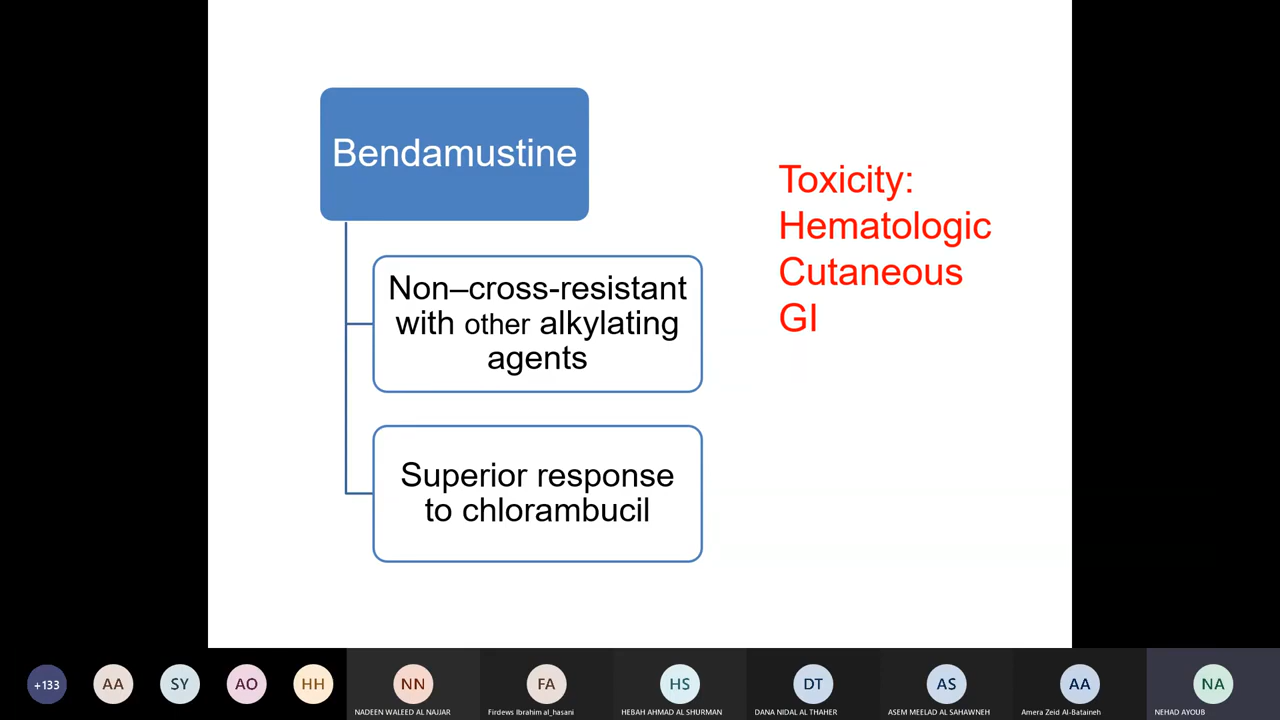 Bendamustine
Non–cross-resistant
with other alkylating
agents
Superior response
to chlorambucil
Toxicity:
Hematologic
Cutaneous
GI
+133
AA
SY
AO
HH
NN
NADEEN WALEED AL NAJJAR
FA
Firdews Ibrahim al_hasani
HS
HEBAH AHMAD AL SHURMAN
DT
DANA NIDAL AL THAHER
AS
ASEM MEELAD AL SAHAWNEH
AA
Amera Zeid Al-Bataineh
NA
NEHAD AYOUB